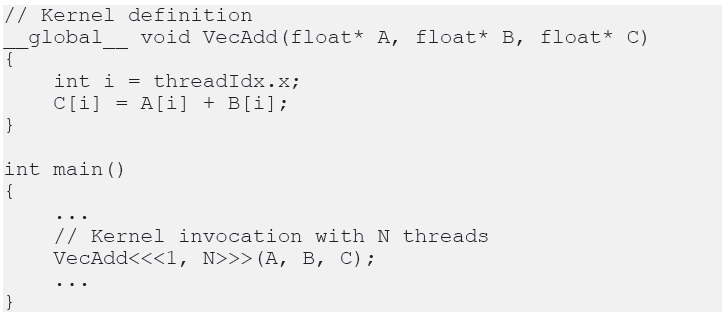 // Kernel definition
__global__ void VecAdd(float* A, float* B, float* C)
{
    int i = threadIdx.x;
    C[i] = A[i] + B[i];
}

int main()
{
    ...
    // Kernel invocation with N threads
    VecAdd<<<1, N>>>(A, B, C);
    ...
}